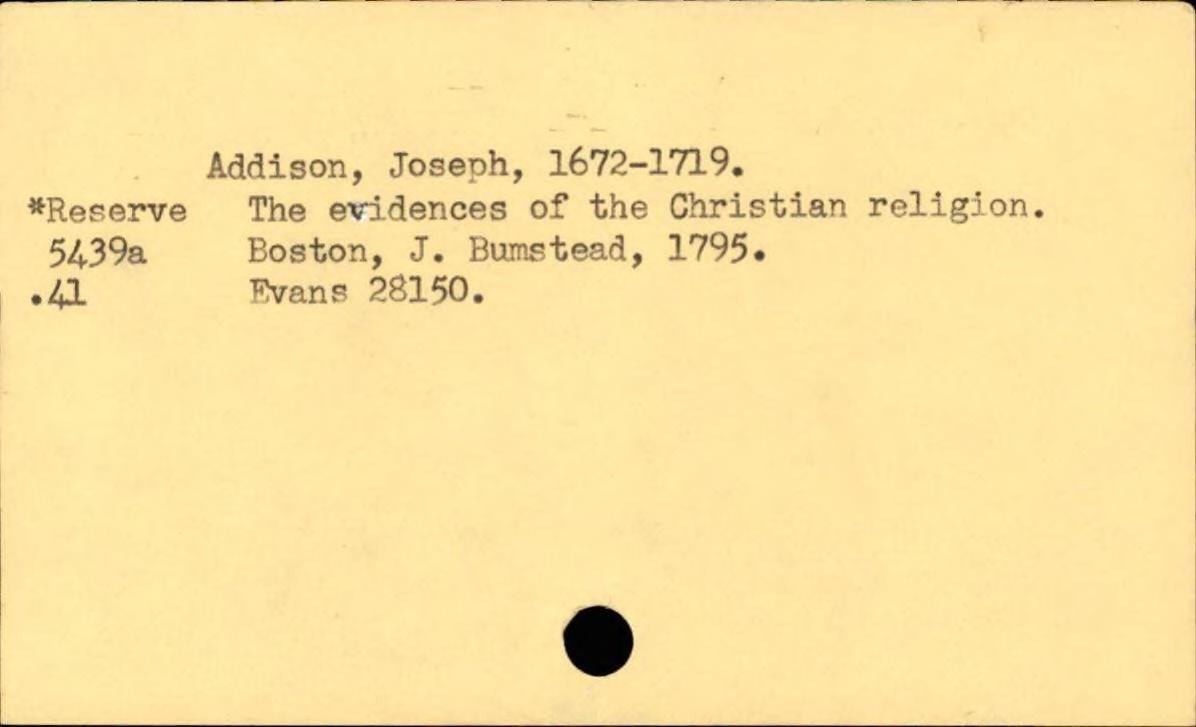 Addison, Joseph, 1672-1719.
*Reserve The evidences of the Christian religion.
5439a Boston, J. Bumstead, 1795.
.41 Evans 28150.